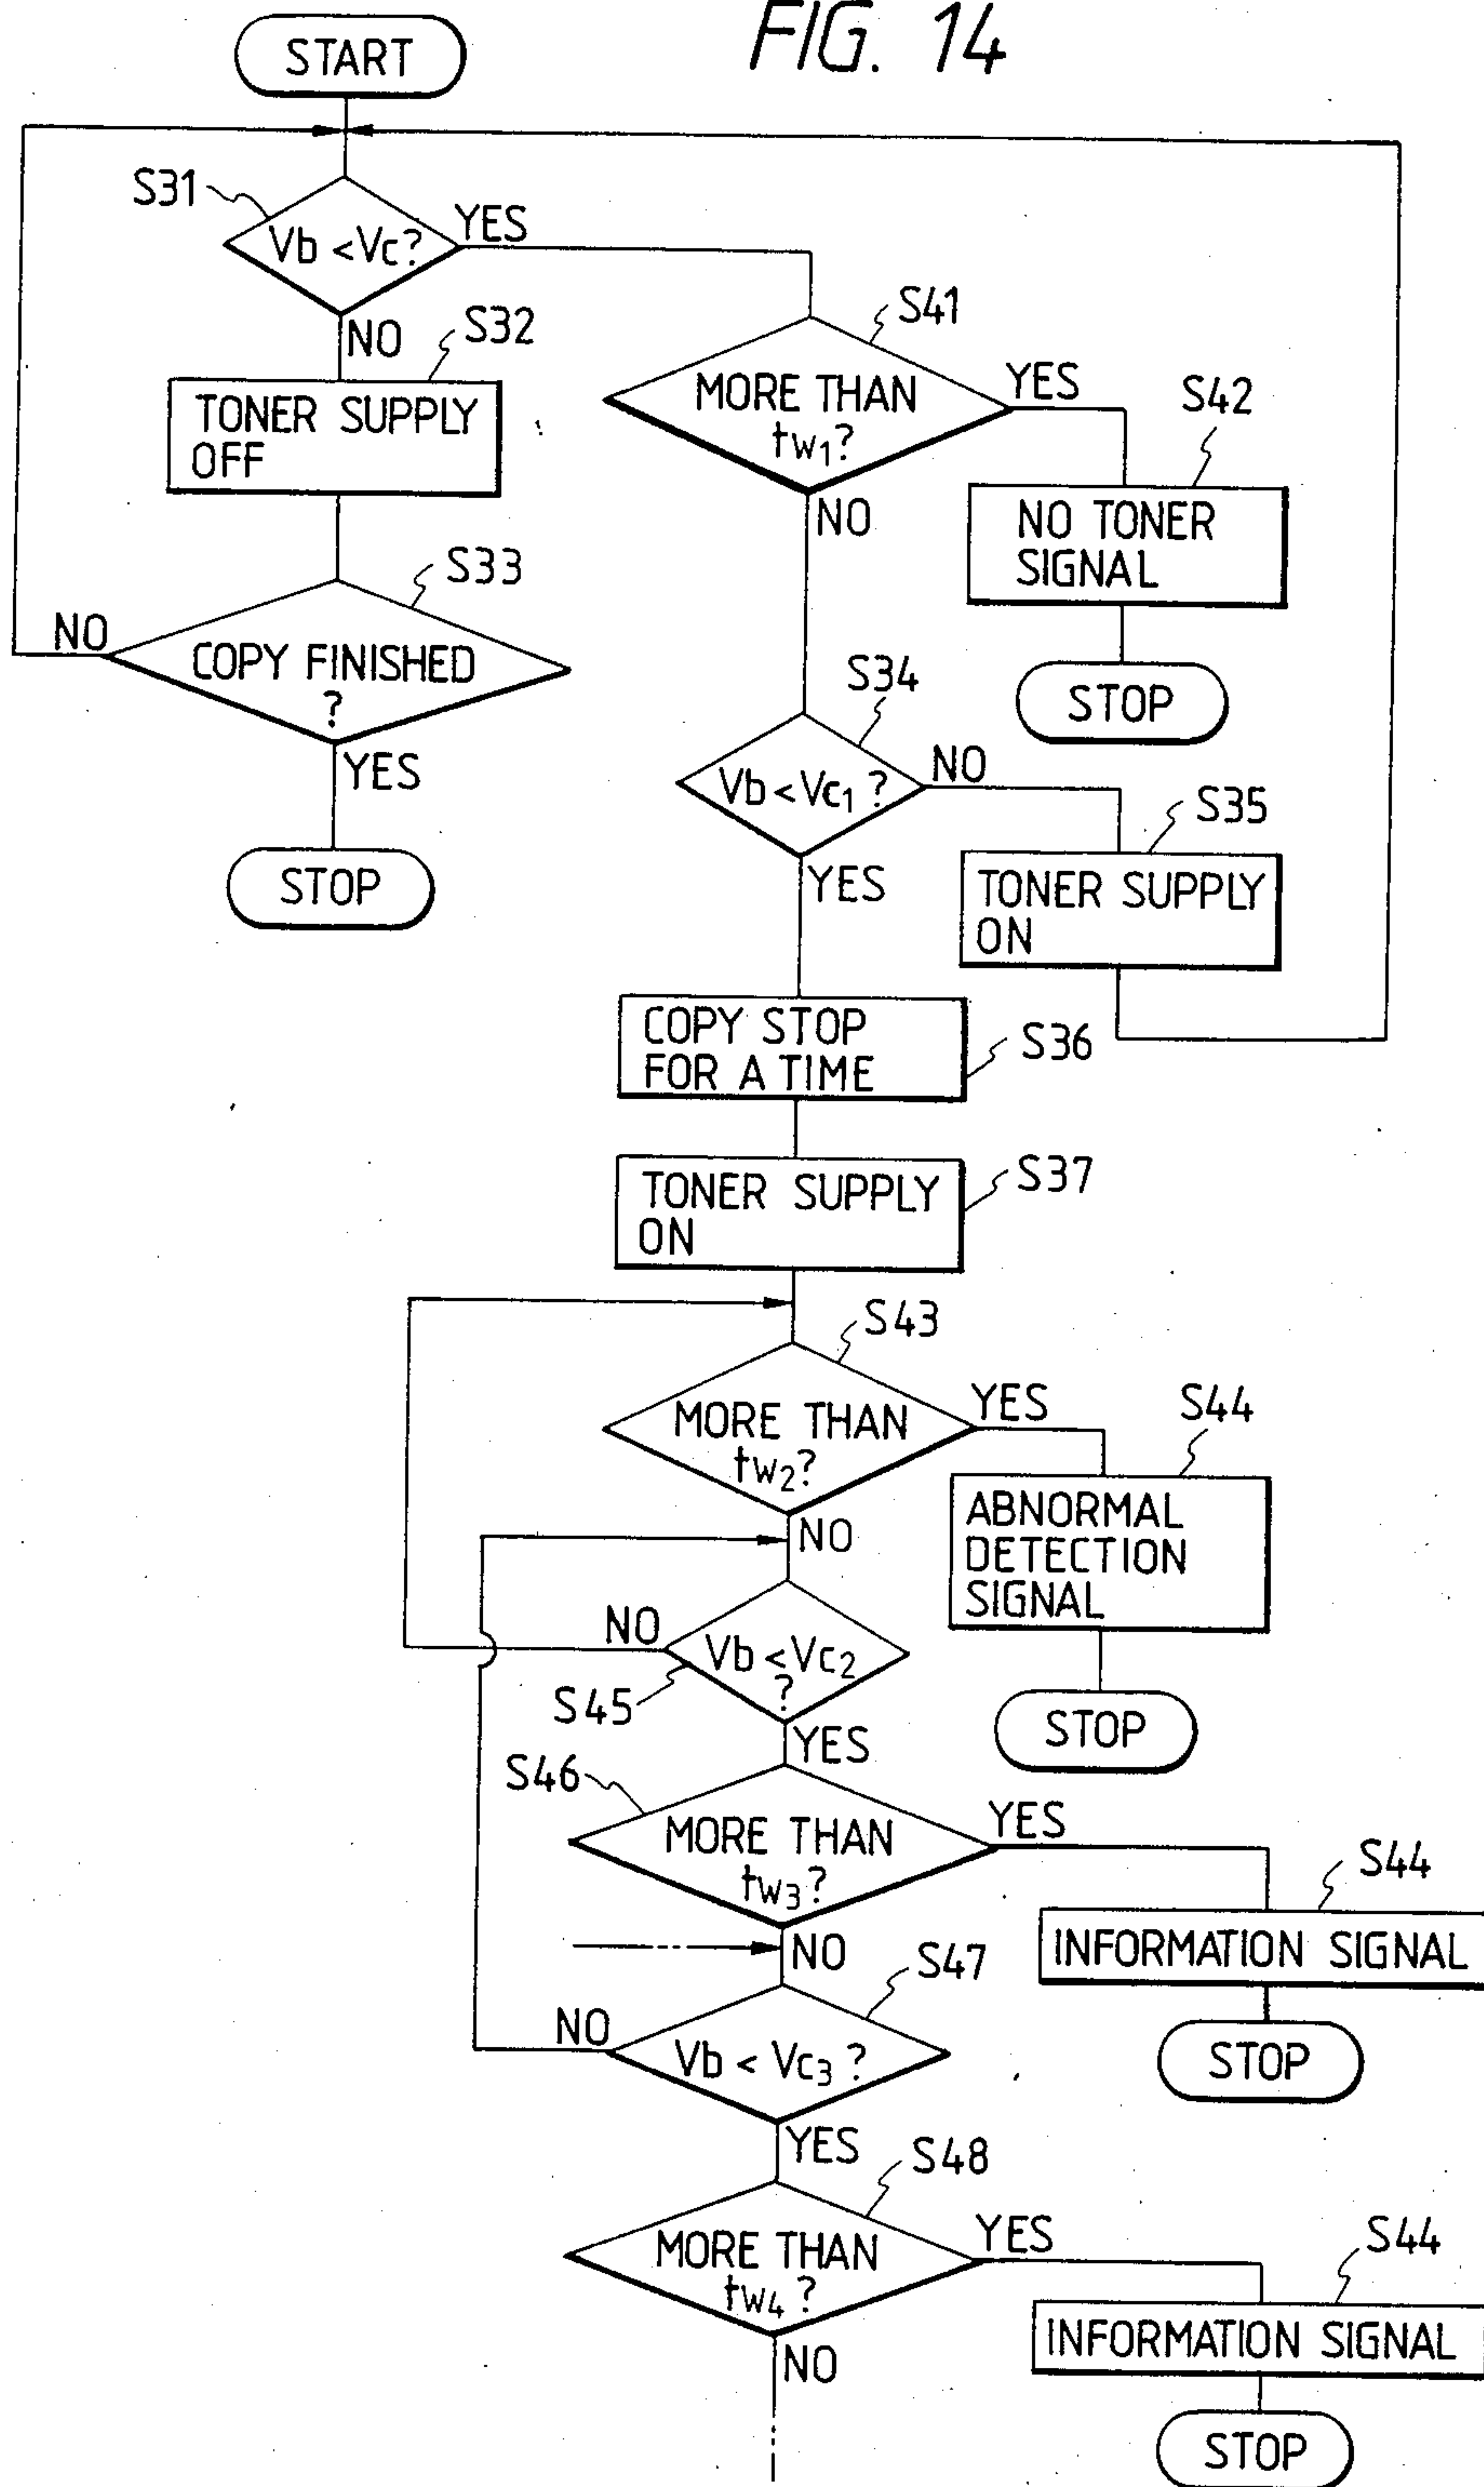 FIG. 14
START
S31
Vb < Vc ?
YES
NO
S32
TONER SUPPLY
OFF
S33
COPY FINISHED
?
NO
YES
STOP
S41
MORE THAN
tw₁?
YES
NO
S42
NO TONER
SIGNAL
STOP
S34
Vb < Vc₁ ?
NO
YES
S35
TONER SUPPLY
ON
COPY STOP
FOR A TIME
S36
TONER SUPPLY
ON
S37
S43
MORE THAN
tw₂?
YES
NO
S44
ABNORMAL
DETECTION
SIGNAL
STOP
NO
Vb < Vc₂
?
S45
YES
S46
MORE THAN
tw₃?
YES
NO
S44
INFORMATION SIGNAL
STOP
S47
NO
Vb < Vc₃ ?
YES
S48
MORE THAN
tw₄ ?
YES
NO
S44
INFORMATION SIGNAL
STOP